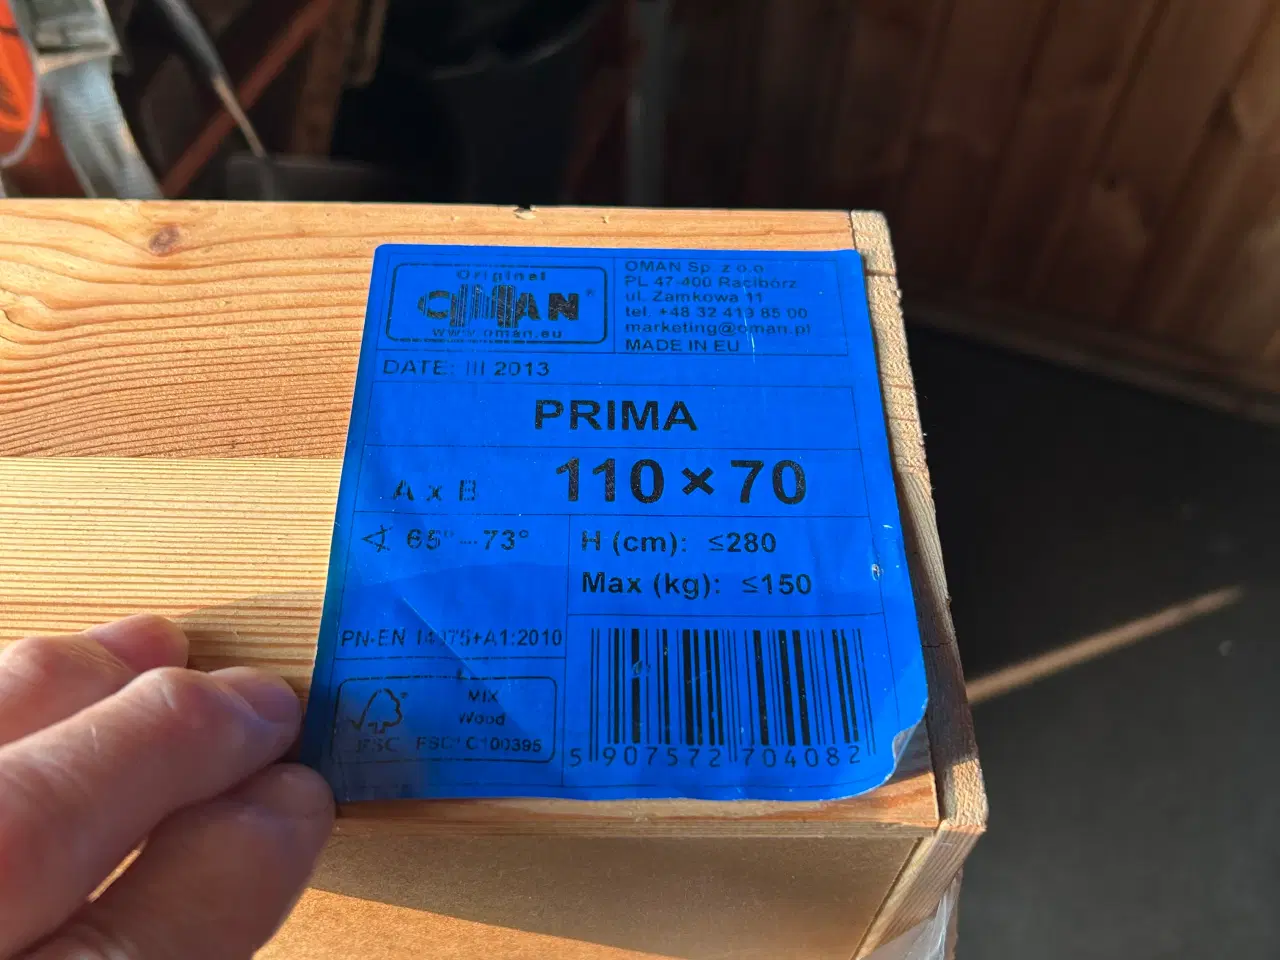 Original
OMAN®
www.oman.eu
OMAN Sp. z o.o
PL 47-400 Racibórz
ul. Zamkowa 11
tel. +48 32 419 85 00
marketing@oman.pl
MADE IN EU
DATE: III 2013
PRIMA
A x B 110 × 70
∢ 65° - 73°
H (cm): ≤280
Max (kg): ≤150
PN-EN 14975+A1:2010
FSC
MIX
Wood
FSC® C100395
5 907572 704082